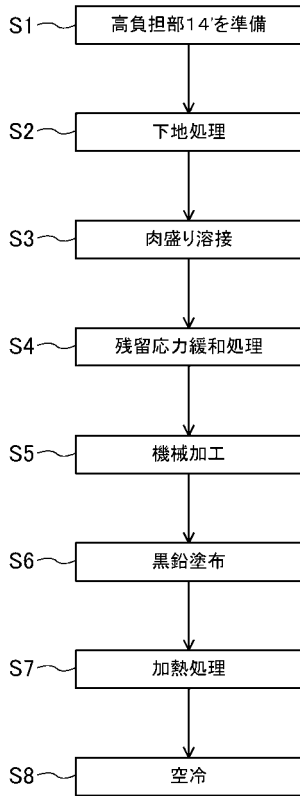 S1 高負担部14'を準備
S2 下地処理
S3 肉盛り溶接
S4 残留応力緩和処理
S5 機械加工
S6 黒鉛塗布
S7 加熱処理
S8 空冷